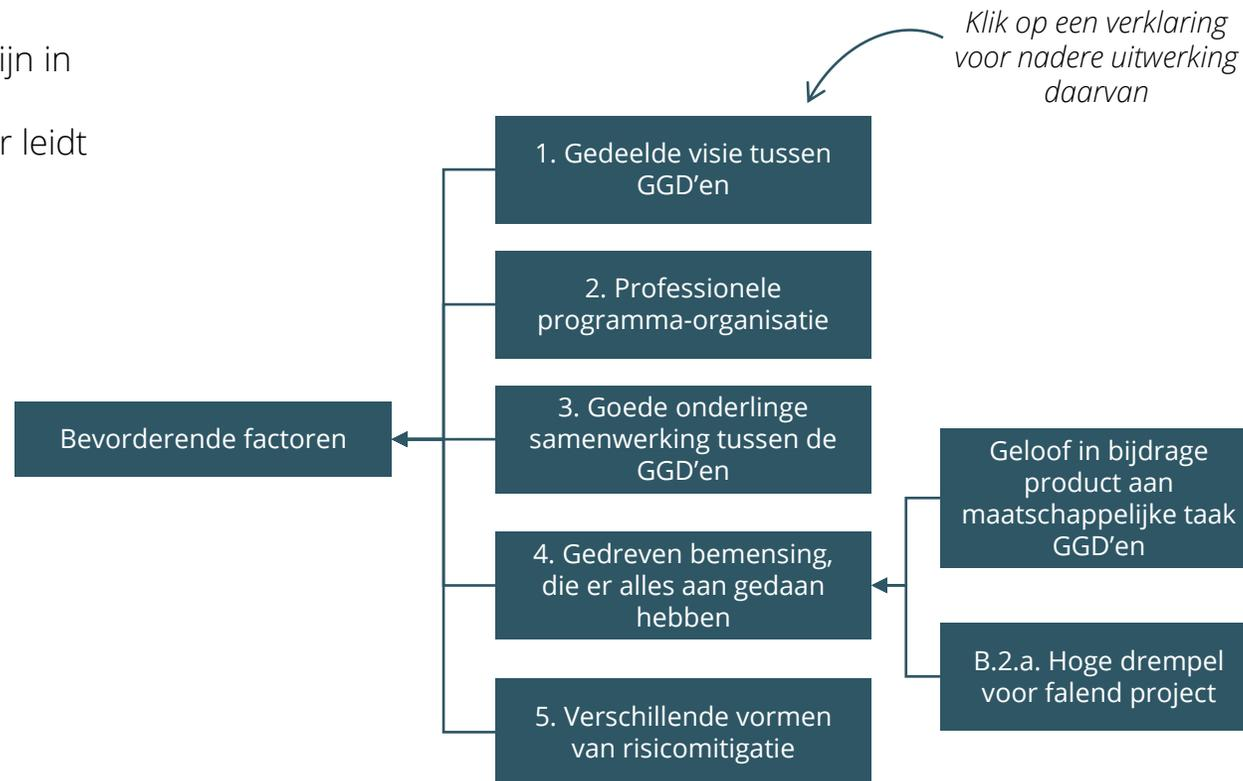 ijn in
r leidt
Klik op een verklaring
voor nadere uitwerking
daarvan
1. Gedeelde visie tussen
GGD’en
2. Professionele
programma-organisatie
3. Goede onderlinge
samenwerking tussen de
GGD’en
Bevorderende factoren
4. Gedreven bemensing,
die er alles aan gedaan
hebben
Geloof in bijdrage
product aan
maatschappelijke taak
GGD’en
B.2.a. Hoge drempel
voor falend project
5. Verschillende vormen
van risicomitigatie